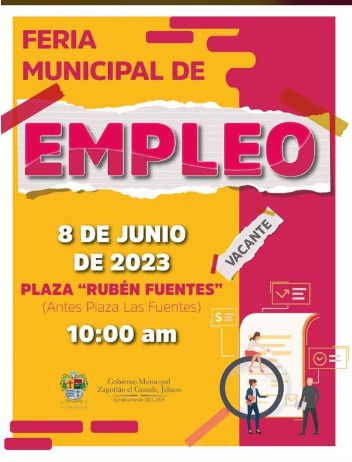 FERIA
MUNICIPAL DE
EMPLEO
8 DE JUNIO
DE 2023
PLAZA “RUBÉN FUENTES”
(Antes Plaza Las Fuentes)
10:00 am
VACANTE
$
Gobierno Municipal
Zapotlán el Grande, Jalisco